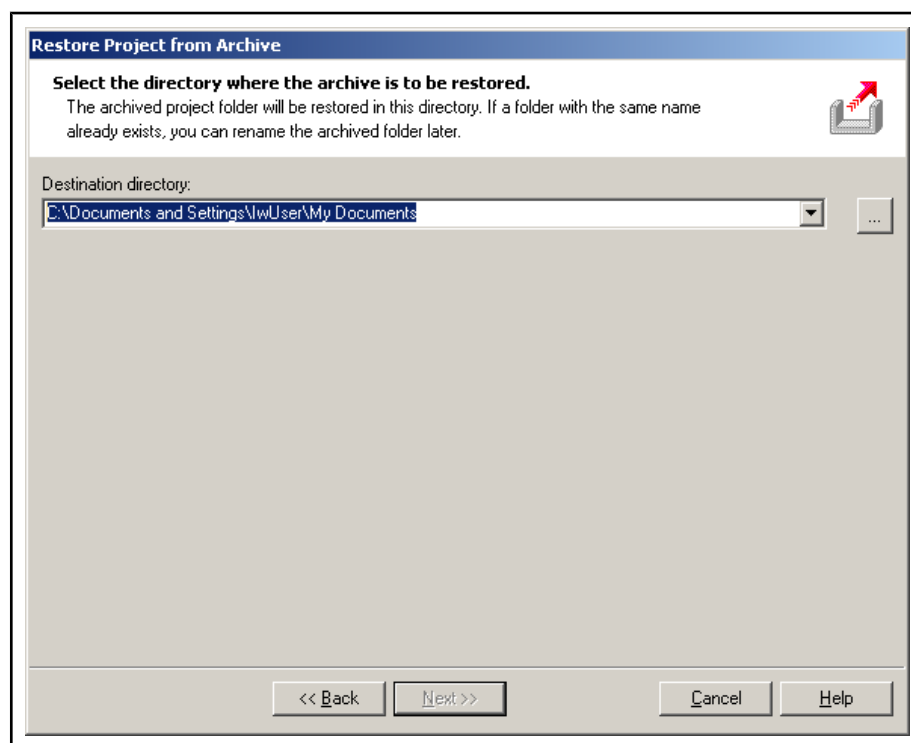 Restore Project from Archive
Select the directory where the archive is to be restored.
The archived project folder will be restored in this directory. If a folder with the same name
already exists, you can rename the archived folder later.
Destination directory:
C:\Documents and Settings\IwUser\My Documents
...
<< Back
Next >>
Cancel
Help